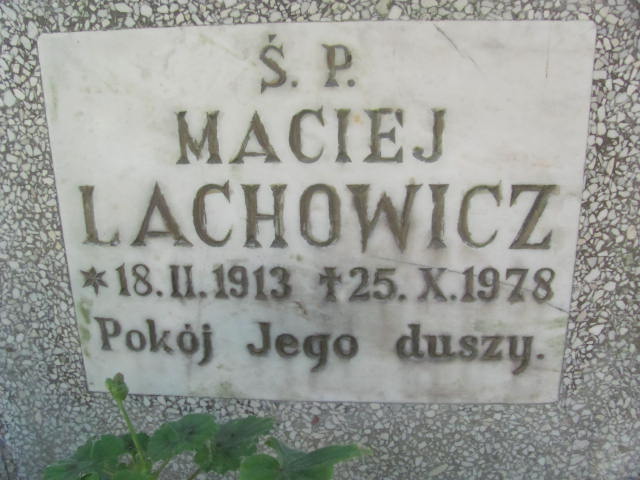 Ś. P.
MACIEJ
LACHOWICZ
* 18. II. 1913 ✝ 25. X. 1978
Pokój Jego duszy.